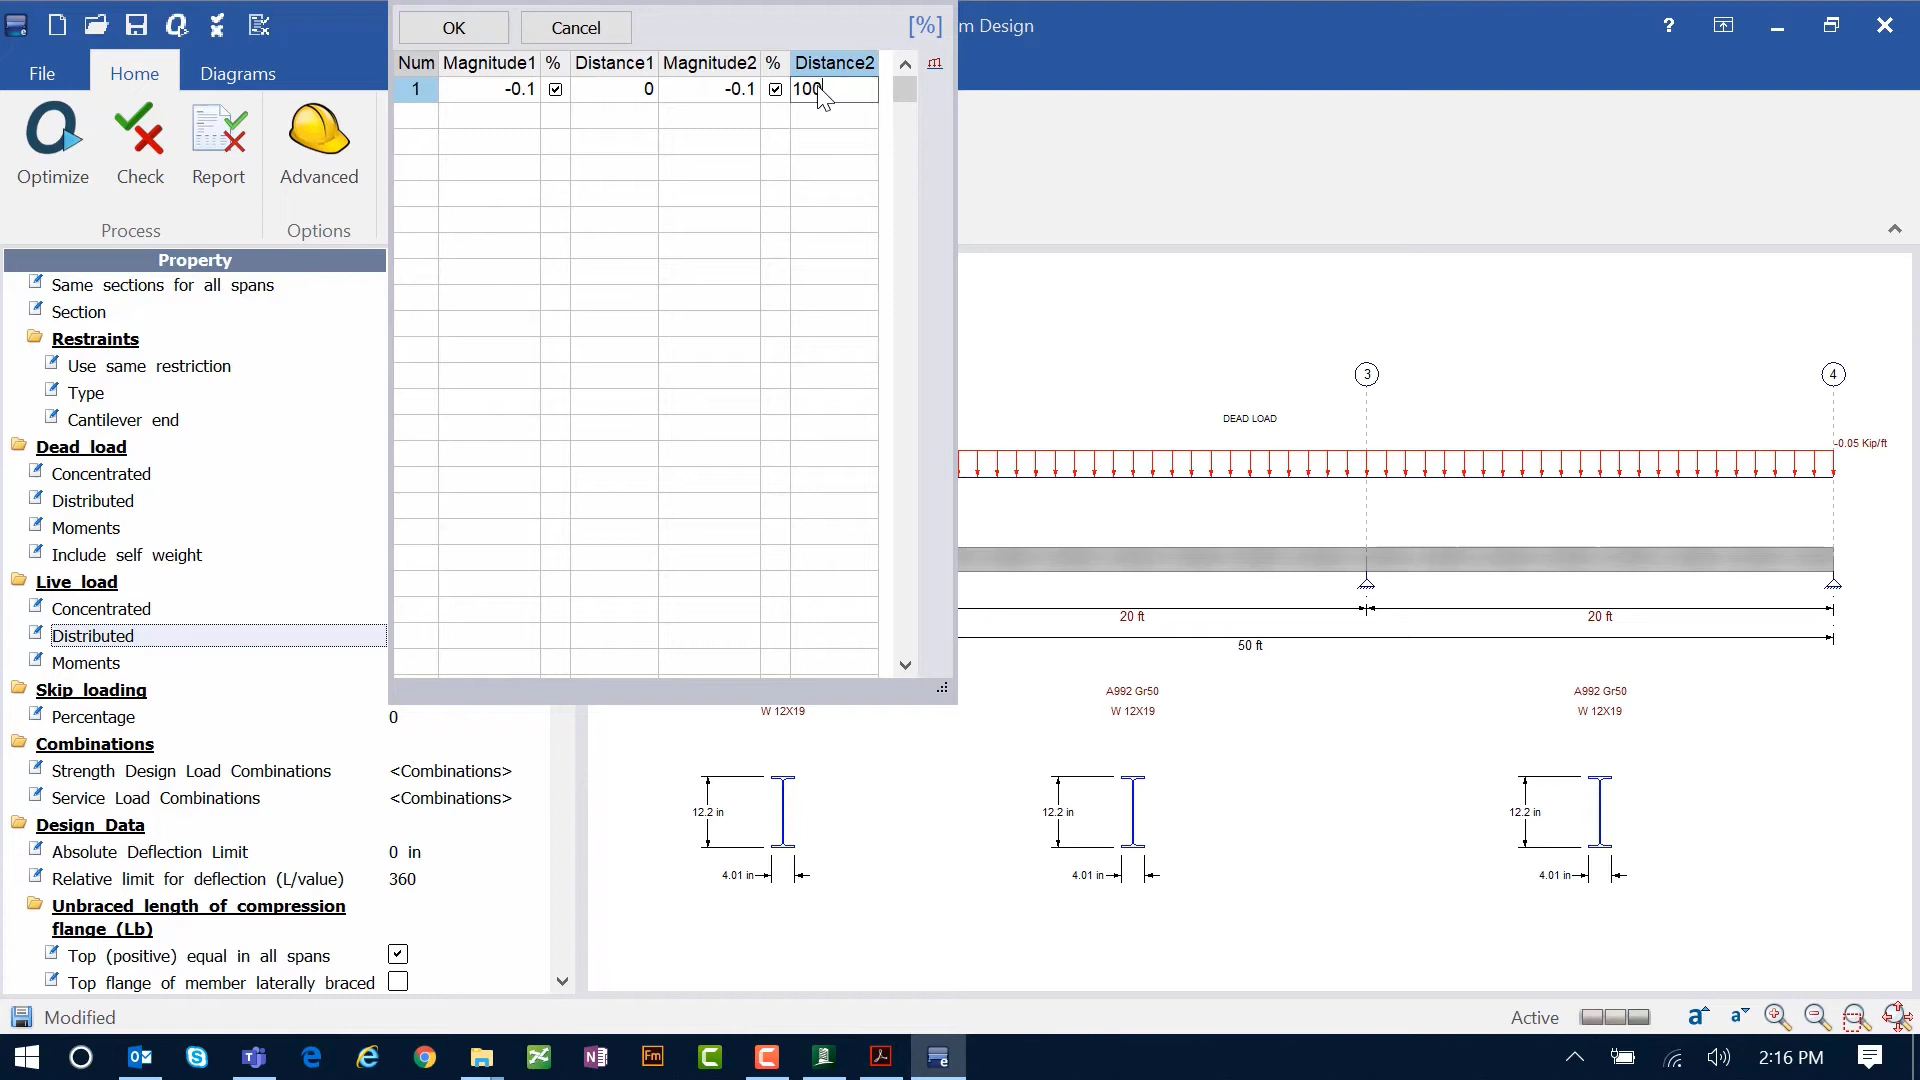 OK
Cancel
[%]
m Design
?
File
Home
Diagrams
Num Magnitude1 % Distance1 Magnitude2 % Distance2
1 -0.1 0 -0.1 100
Optimize
Check
Report
Advanced
Process
Options
Property
Same sections for all spans
Section
Restraints
Use same restriction
Type
Cantilever end
Dead load
Concentrated
Distributed
Moments
Include self weight
Live load
Concentrated
Distributed
Moments
Skip loading
Percentage 0
Combinations
Strength Design Load Combinations <Combinations>
Service Load Combinations <Combinations>
Design Data
Absolute Deflection Limit 0 in
Relative limit for deflection (L/value) 360
Unbraced length of compression
flange (Lb)
Top (positive) equal in all spans
Top flange of member laterally braced
3
4
DEAD LOAD
-0.05 Kip/ft
20 ft
20 ft
50 ft
A992 Gr50
A992 Gr50
W 12X19
W 12X19
W 12X19
12.2 in
12.2 in
12.2 in
4.01 in
4.01 in
4.01 in
Modified
Active
2:16 PM